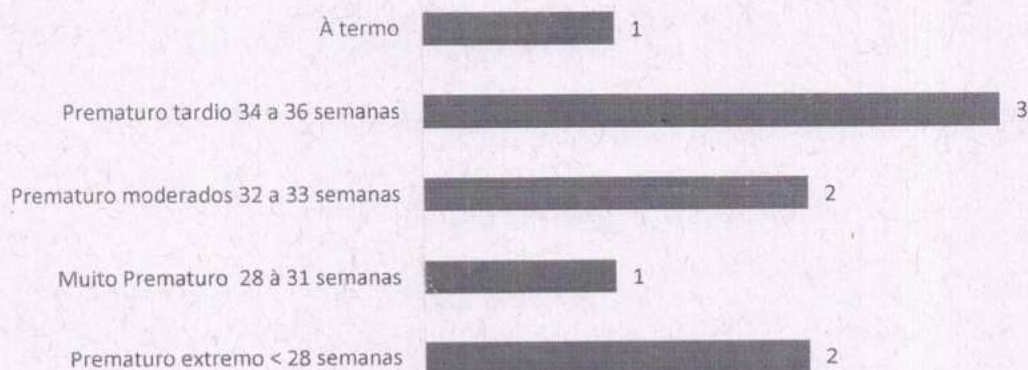 À termo 1
Prematuro tardio 34 a 36 semanas 3
Prematuro moderados 32 a 33 semanas 2
Muito Prematuro 28 à 31 semanas 1
Prematuro extremo < 28 semanas 2